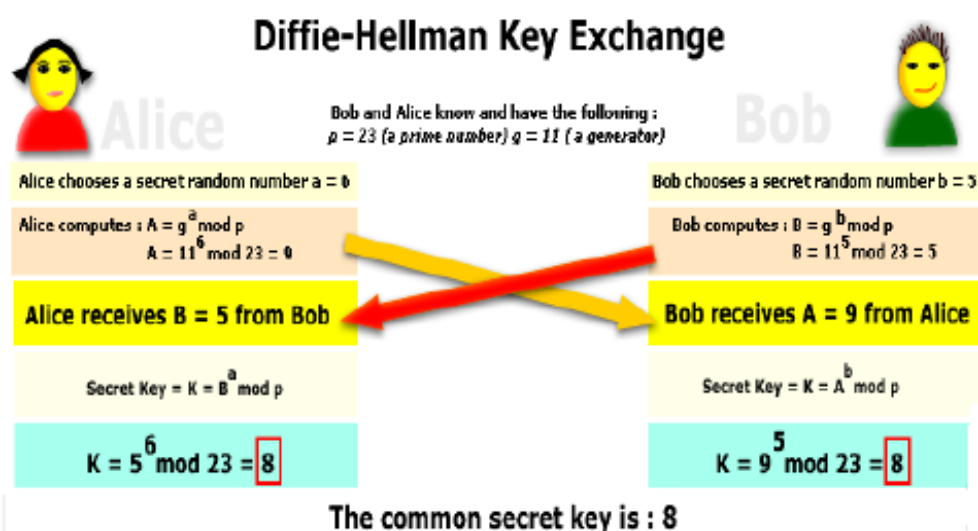 Diffie-Hellman Key Exchange
Alice
Bob
Bob and Alice know and have the following :
p = 23 (a prime number) g = 11 ( a generator)
Alice chooses a secret random number a = 6
Alice computes : A = g^a mod p
A = 11^6 mod 23 = 9
Alice receives B = 5 from Bob
Secret Key = K = B^a mod p
K = 5^6 mod 23 = 8
Bob chooses a secret random number b = 5
Bob computes : B = g^b mod p
B = 11^5 mod 23 = 5
Bob receives A = 9 from Alice
Secret Key = K = A^b mod p
K = 9^5 mod 23 = 8
The common secret key is : 8